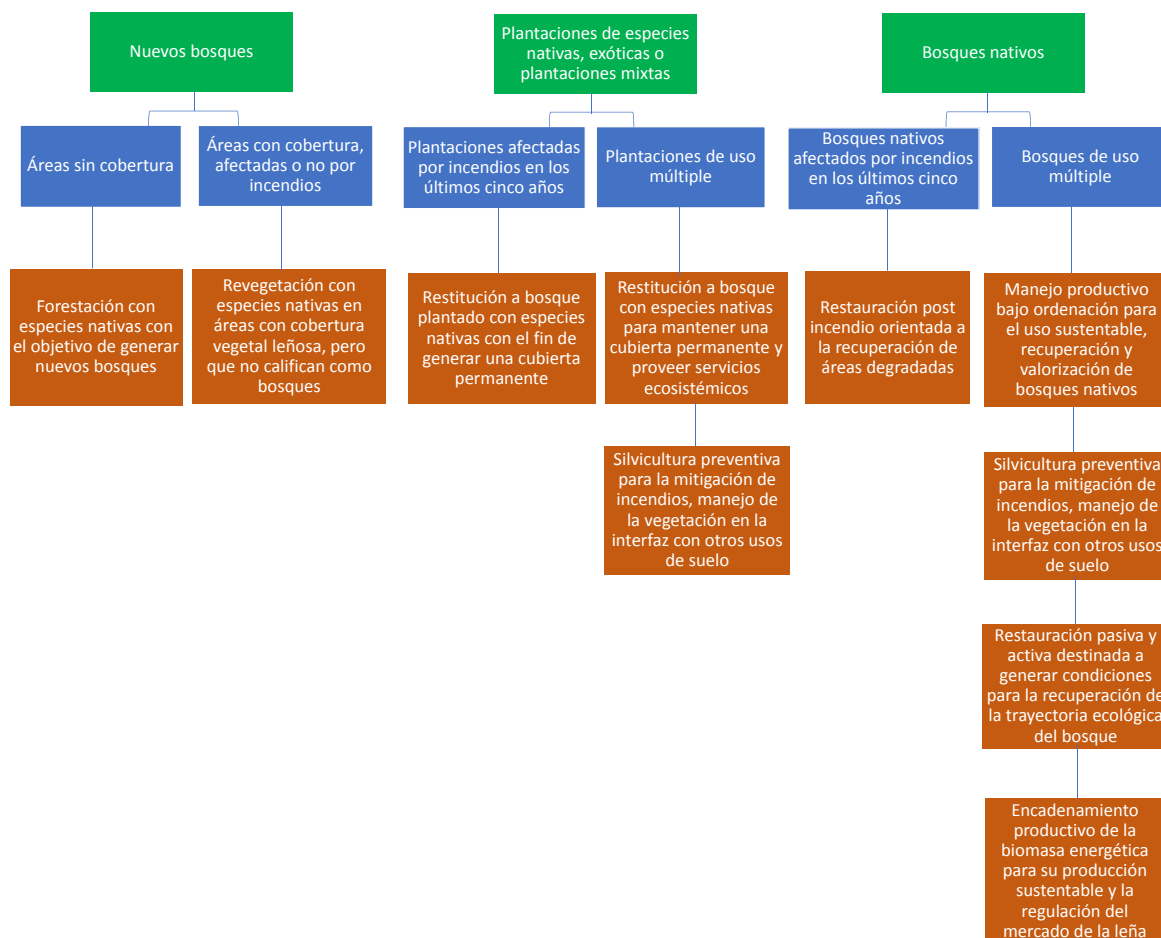 Nuevos bosques
Plantaciones de especies
nativas, exóticas o
plantaciones mixtas
Bosques nativos
Áreas sin cobertura
Áreas con cobertura,
afectadas o no por
incendios
Plantaciones afectadas
por incendios en los
últimos cinco años
Plantaciones de uso
múltiple
Bosques nativos
afectados por incendios
en los últimos cinco
años
Bosques de uso
múltiple
Forestación con
especies nativas con
el objetivo de generar
nuevos bosques
Revegetación con
especies nativas en
áreas con cobertura
vegetal leñosa, pero
que no califican como
bosques
Restitución a bosque
plantado con especies
nativas con el fin de
generar una cubierta
permanente
Restitución a bosque
con especies nativas
para mantener una
cubierta permanente y
proveer servicios
ecosistémicos
Restauración post
incendio orientada a
la recuperación de
áreas degradadas
Manejo productivo
bajo ordenación para
el uso sustentable,
recuperación y
valorización de
bosques nativos
Silvicultura preventiva
para la mitigación de
incendios, manejo de
la vegetación en la
interfaz con otros usos
de suelo
Silvicultura preventiva
para la mitigación de
incendios, manejo de
la vegetación en la
interfaz con otros usos
de suelo
Restauración pasiva y
activa destinada a
generar condiciones
para la recuperación de
la trayectoria ecológica
del bosque
Encadenamiento
productivo de la
biomasa energética
para su producción
sustentable y la
regulación del
mercado de la leña